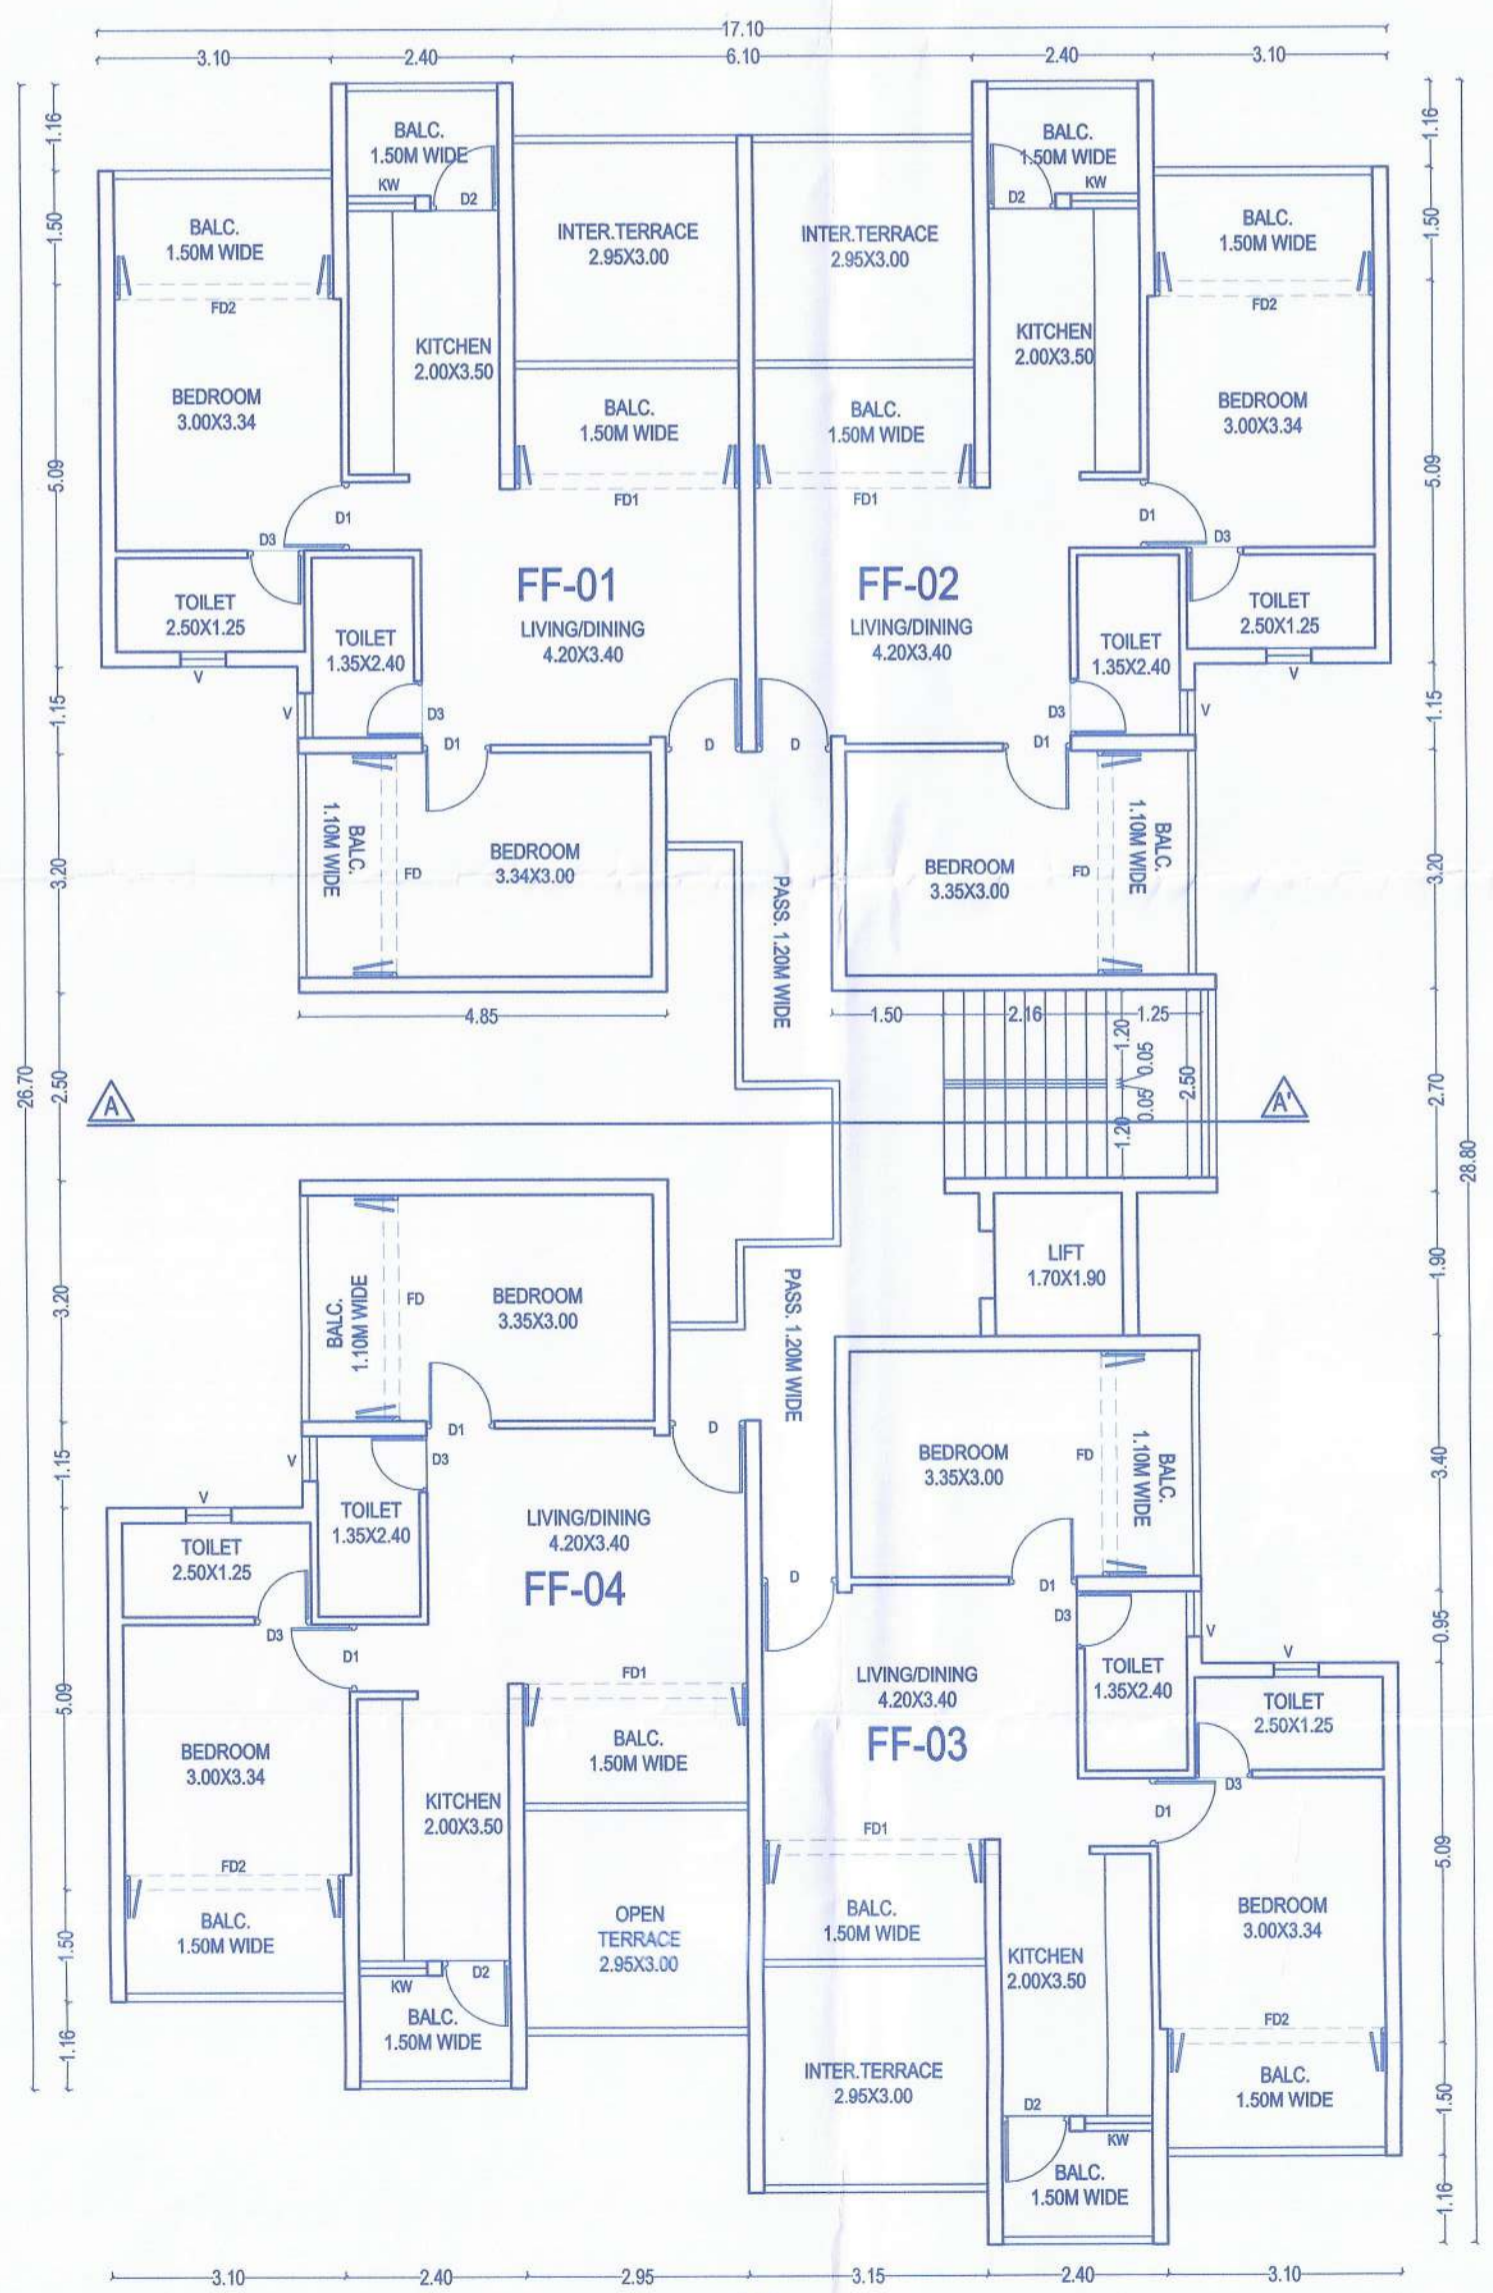 17.10
3.10
2.40
6.10
2.40
3.10
1.16
1.50
5.09
1.15
3.20
2.50
3.20
1.15
5.09
1.50
1.16
26.70
BALC.
1.50M WIDE
KW
D2
BALC.
1.50M WIDE
FD2
INTER.TERRACE
2.95X3.00
KITCHEN
2.00X3.50
BEDROOM
3.00X3.34
BALC.
1.50M WIDE
FD1
D1
D3
TOILET
2.50X1.25
V
TOILET
1.35X2.40
V
D3
D1
FF-01
LIVING/DINING
4.20X3.40
D
BALC.
1.10M WIDE
FD
BEDROOM
3.34X3.00
4.85
BALC.
1.50M WIDE
D2
KW
INTER.TERRACE
2.95X3.00
BALC.
1.50M WIDE
FD2
KITCHEN
2.00X3.50
BALC.
1.50M WIDE
FD1
BEDROOM
3.00X3.34
D1
D3
FF-02
LIVING/DINING
4.20X3.40
TOILET
1.35X2.40
TOILET
2.50X1.25
V
V
D3
D1
D
BEDROOM
3.35X3.00
FD
BALC.
1.10M WIDE
PASS. 1.20M WIDE
1.50
2.16
1.25
1.20
0.05
0.05
1.20
2.50
A
A'
LIFT
1.70X1.90
PASS. 1.20M WIDE
BALC.
1.10M WIDE
FD
BEDROOM
3.35X3.00
D1
D
V
D3
TOILET
1.35X2.40
V
TOILET
2.50X1.25
D3
D1
LIVING/DINING
4.20X3.40
FF-04
FD1
BALC.
1.50M WIDE
BEDROOM
3.00X3.34
KITCHEN
2.00X3.50
FD2
BALC.
1.50M WIDE
OPEN
TERRACE
2.95X3.00
KW
D2
BALC.
1.50M WIDE
BEDROOM
3.35X3.00
FD
BALC.
1.10M WIDE
D
D1
D3
V
V
LIVING/DINING
4.20X3.40
FF-03
TOILET
1.35X2.40
TOILET
2.50X1.25
D3
D1
FD1
BALC.
1.50M WIDE
KITCHEN
2.00X3.50
BEDROOM
3.00X3.34
FD2
BALC.
1.50M WIDE
INTER.TERRACE
2.95X3.00
D2
KW
BALC.
1.50M WIDE
1.16
1.50
5.09
1.15
3.20
2.70
1.90
3.40
0.95
5.09
1.50
1.16
28.80
3.10
2.40
2.95
3.15
2.40
3.10